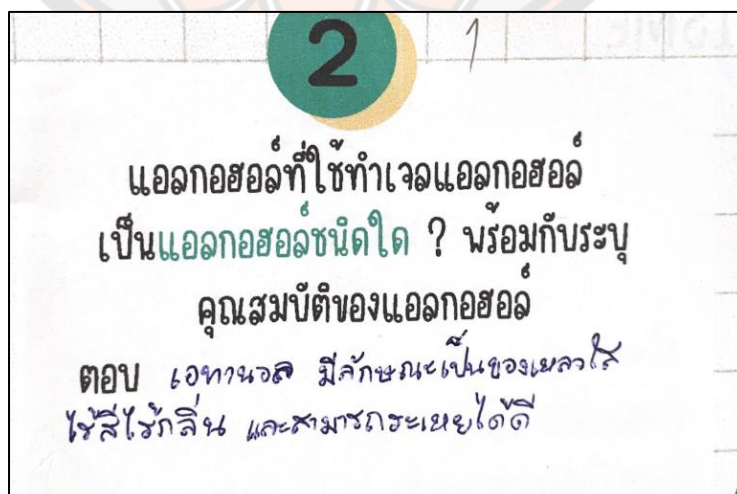 2
1
แอลกอฮอล์ที่ใช้ทำเจลแอลกอฮอล์
เป็นแอลกอฮอล์ชนิดใด ? พร้อมกับระบุ
คุณสมบัติของแอลกอฮอล์
ตอบ เอทานอล มีลักษณะเป็นของเหลวใส
ไร้สีไร้กลิ่น และสามารถระเหยได้ดี